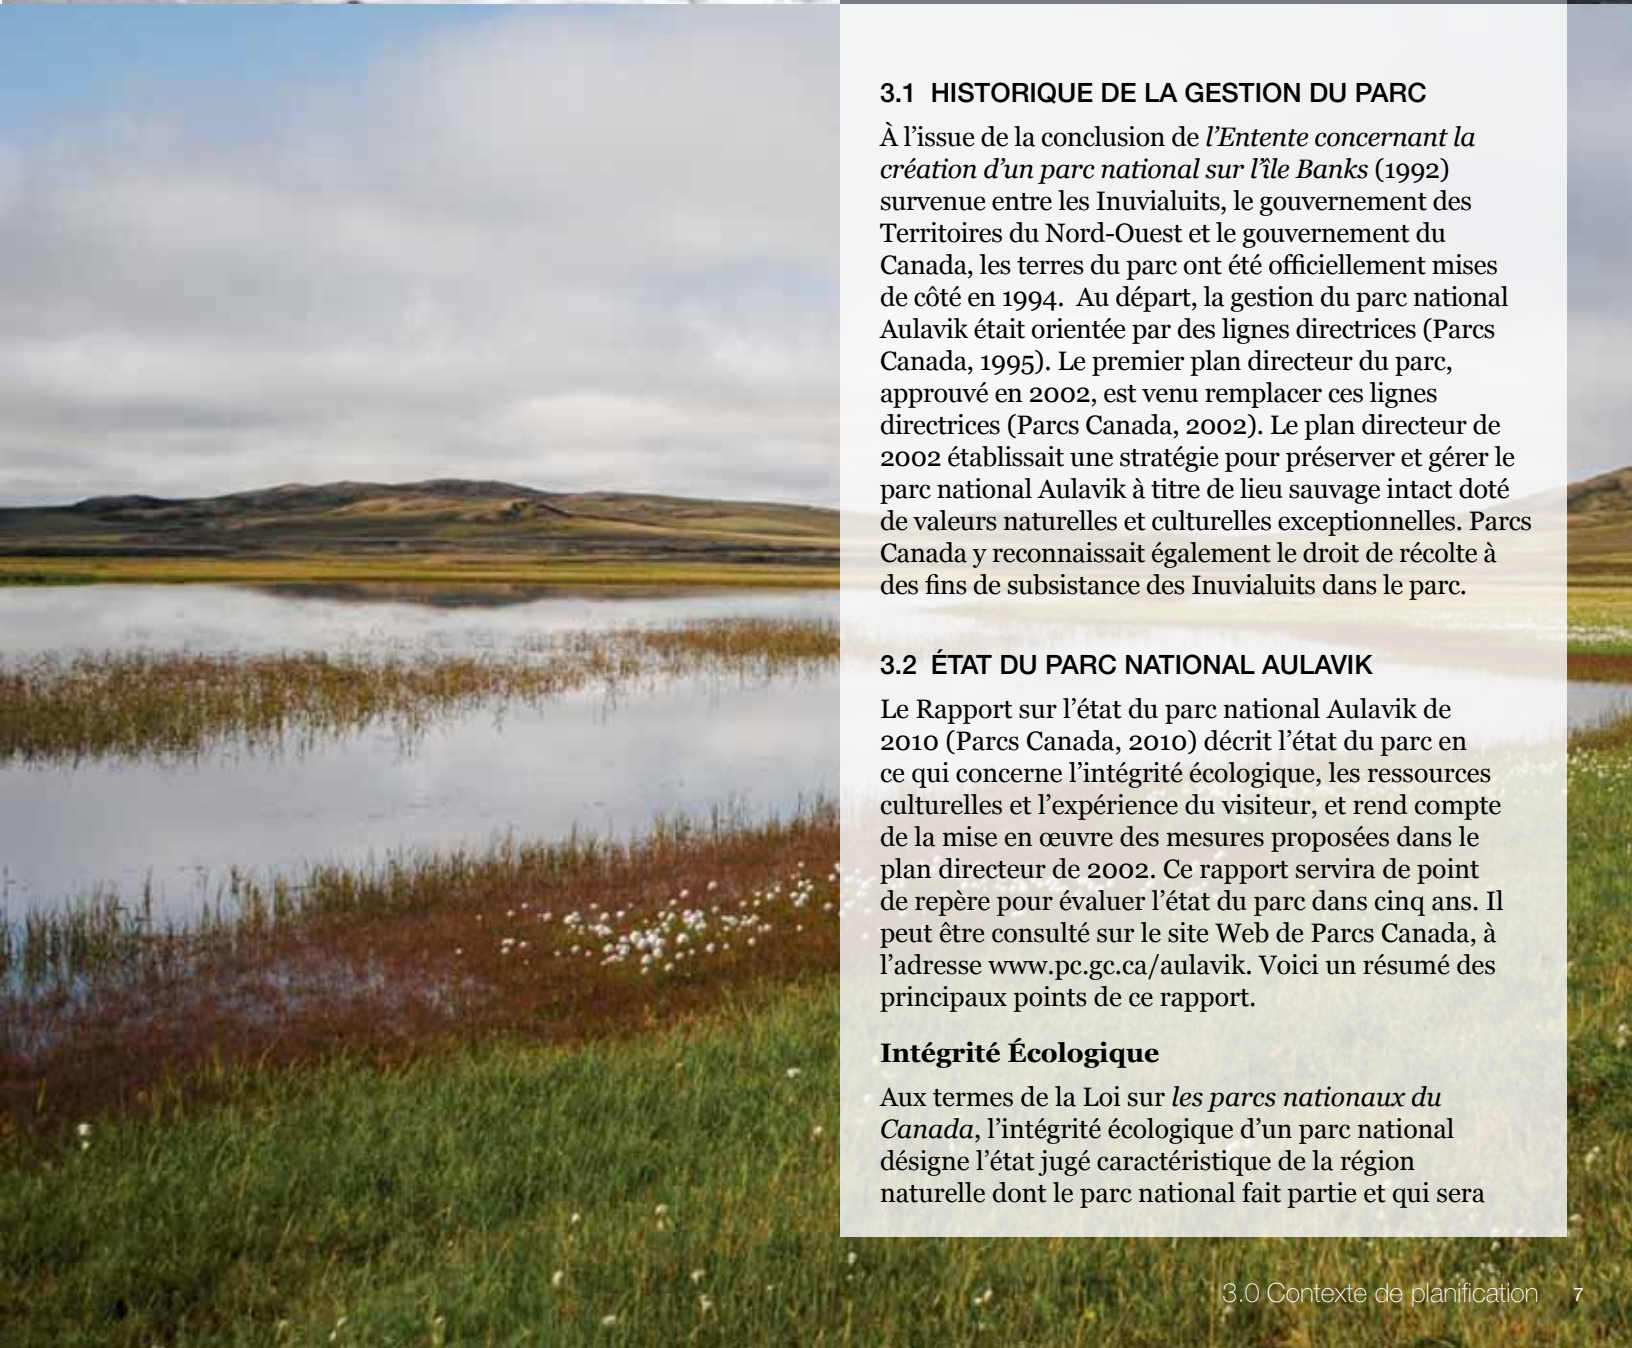 3.1 HISTORIQUE DE LA GESTION DU PARC
À l’issue de la conclusion de l’Entente concernant la
création d’un parc national sur l’île Banks (1992)
survenue entre les Inuvialuits, le gouvernement des
Territoires du Nord-Ouest et le gouvernement du
Canada, les terres du parc ont été officiellement mises
de côté en 1994.  Au départ, la gestion du parc national
Aulavik était orientée par des lignes directrices (Parcs
Canada, 1995). Le premier plan directeur du parc,
approuvé en 2002, est venu remplacer ces lignes
directrices (Parcs Canada, 2002). Le plan directeur de
2002 établissait une stratégie pour préserver et gérer le
parc national Aulavik à titre de lieu sauvage intact doté
de valeurs naturelles et culturelles exceptionnelles. Parcs
Canada y reconnaissait également le droit de récolte à
des fins de subsistance des Inuvialuits dans le parc.
3.2 ÉTAT DU PARC NATIONAL AULAVIK
Le Rapport sur l’état du parc national Aulavik de
2010 (Parcs Canada, 2010) décrit l’état du parc en
ce qui concerne l’intégrité écologique, les ressources
culturelles et l’expérience du visiteur, et rend compte
de la mise en œuvre des mesures proposées dans le
plan directeur de 2002. Ce rapport servira de point
de repère pour évaluer l’état du parc dans cinq ans. Il
peut être consulté sur le site Web de Parcs Canada, à
l’adresse www.pc.gc.ca/aulavik. Voici un résumé des
principaux points de ce rapport.
Intégrité Écologique
Aux termes de la Loi sur les parcs nationaux du
Canada, l’intégrité écologique d’un parc national
désigne l’état jugé caractéristique de la région
naturelle dont le parc national fait partie et qui sera
3.0 Contexte de planification 7